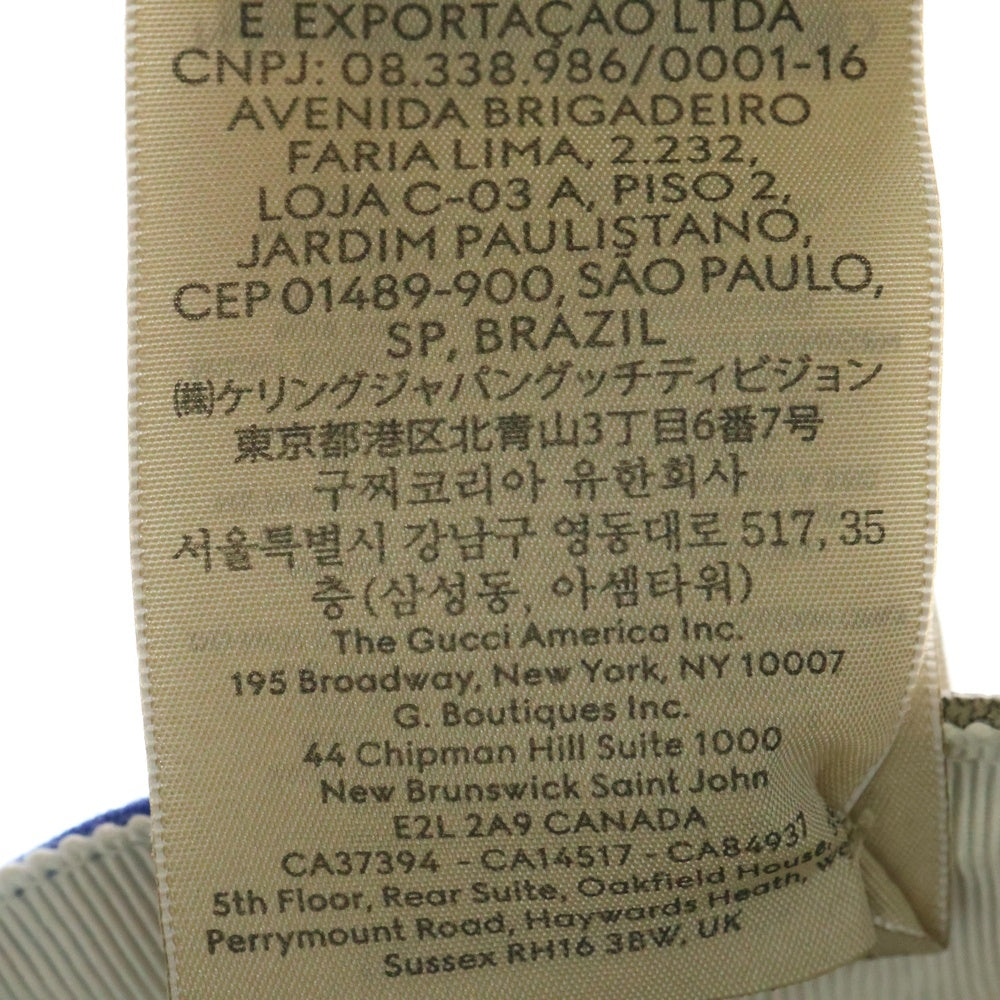 E EXPORTAÇÃO LTDA
CNPJ: 08.338.986/0001-16
AVENIDA BRIGADEIRO
FARIA LIMA, 2.232,
LOJA C-03 A, PISO 2,
JARDIM PAULISTANO,
CEP 01489-900, SÃO PAULO,
SP, BRAZIL
㈱ケリングジャパングッチディビジョン
東京都港区北青山3丁目6番7号
구찌코리아 유한회사
서울특별시 강남구 영동대로 517, 35
층(삼성동, 아셈타워)
The Gucci America Inc.
195 Broadway, New York, NY 10007
G. Boutiques Inc.
44 Chipman Hill Suite 1000
New Brunswick Saint John
E2L 2A9 CANADA
CA37394 - CA14517 - CA84937
5th Floor, Rear Suite, Oakfield House,
Perrymount Road, Haywards Heath,
Sussex RH16 3BW, UK